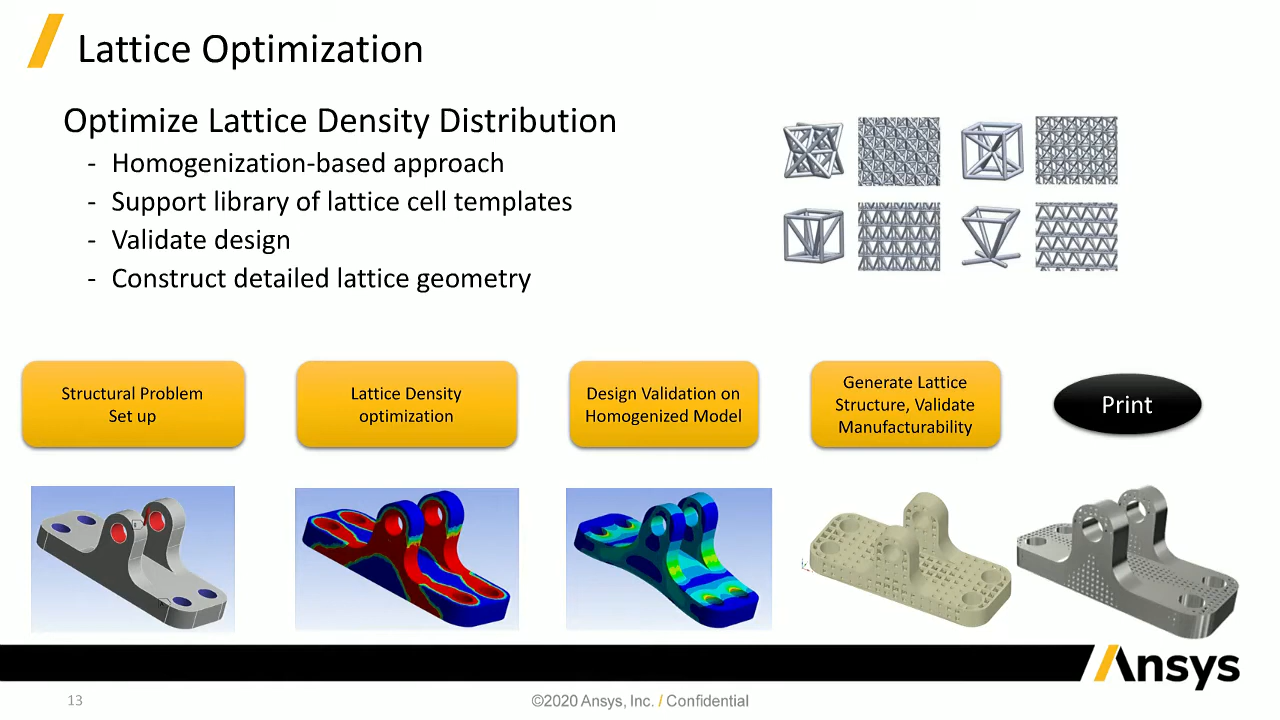 Lattice Optimization
Optimize Lattice Density Distribution
- Homogenization-based approach
- Support library of lattice cell templates
- Validate design
- Construct detailed lattice geometry
Structural Problem
Set up
Lattice Density
optimization
Design Validation on
Homogenized Model
Generate Lattice
Structure, Validate
Manufacturability
Print
Ansys
13
©2020 Ansys, Inc. / Confidential